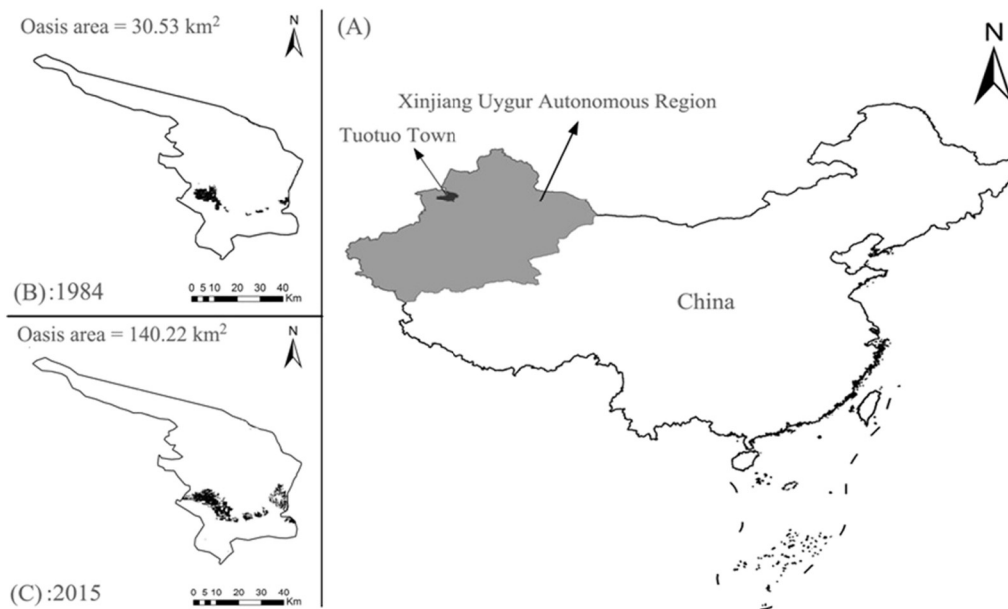 Oasis area = 30.53 km²
N
(B):1984
0 5 10 20 30 40
Km
Oasis area = 140.22 km²
N
(C):2015
0 5 10 20 30 40
Km
(A)
N
Xinjiang Uygur Autonomous Region
Tuotuo Town
China